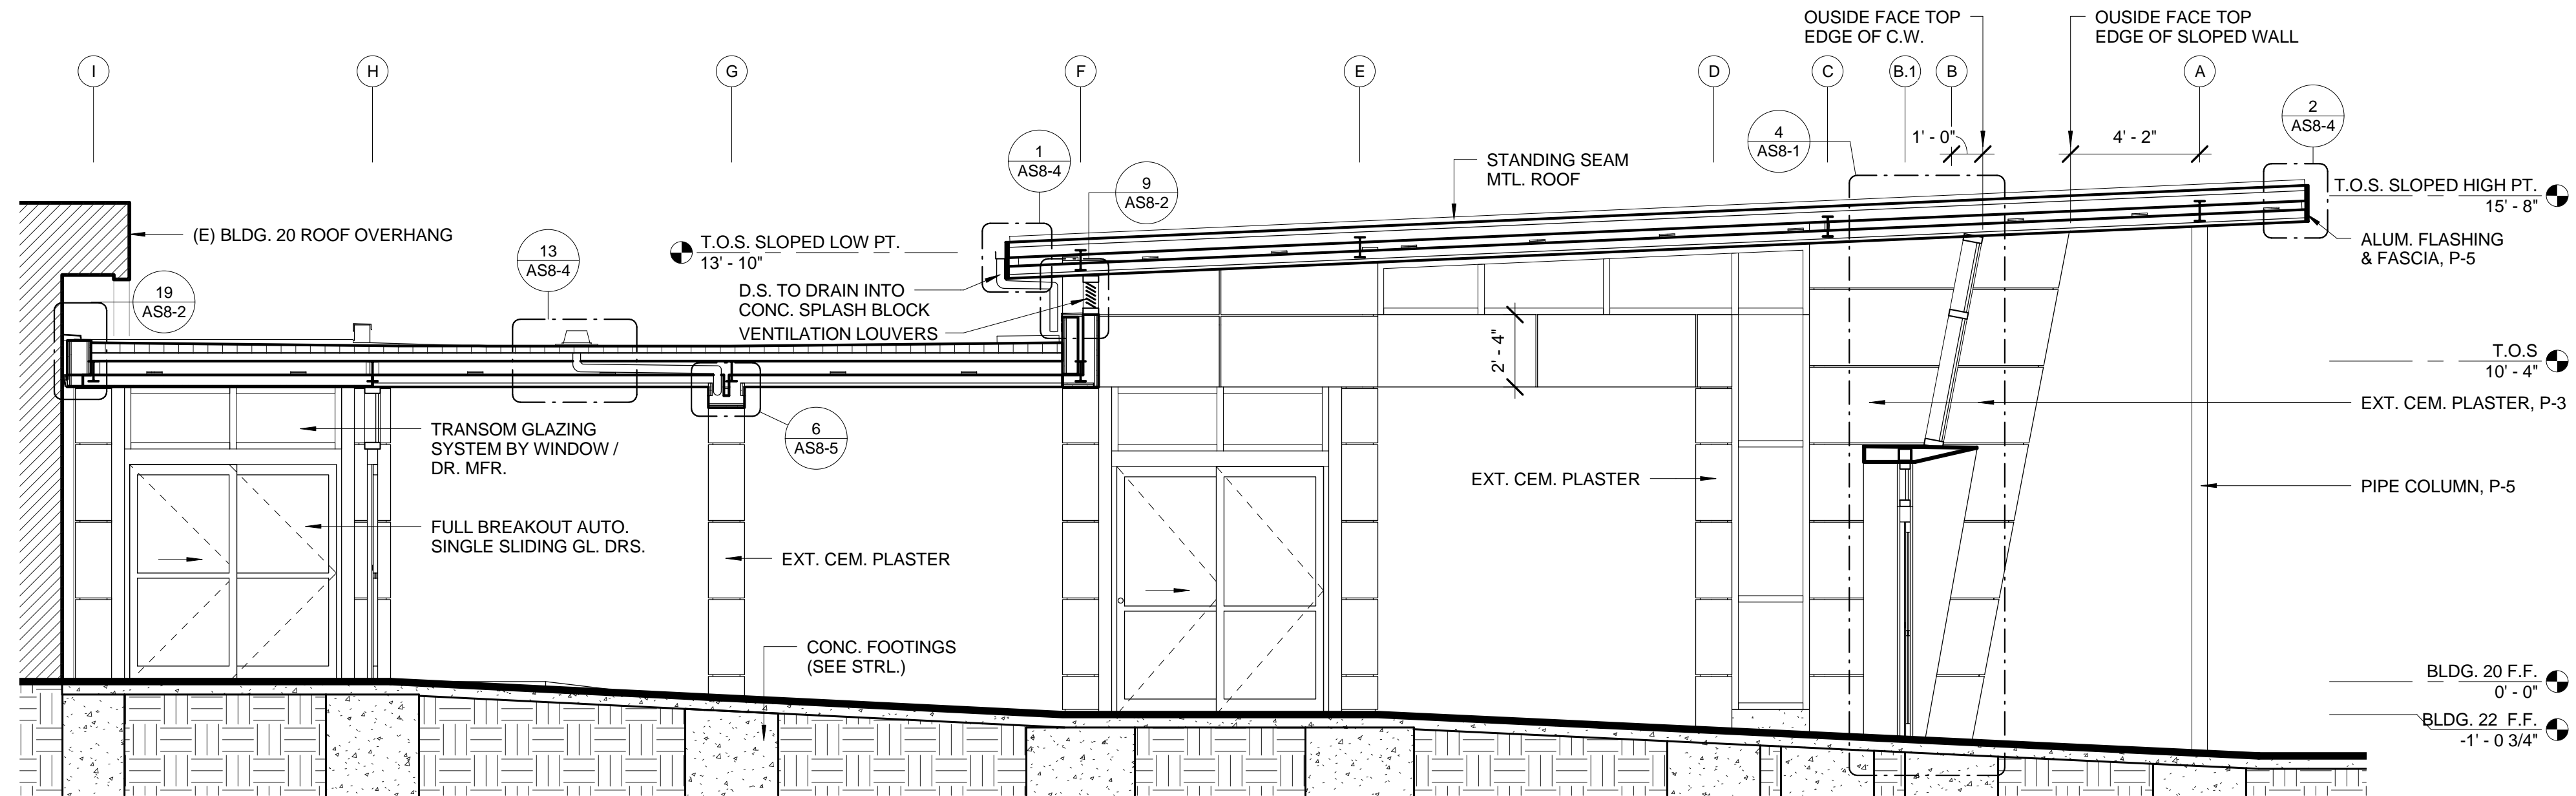 OUSIDE FACE TOP
EDGE OF C.W.
OUSIDE FACE TOP
EDGE OF SLOPED WALL
I
H
G
F
E
D
C
B.1
B
A
2
AS8-4
4
AS8-1
1' - 0"
4' - 2"
1
AS8-4
9
AS8-2
STANDING SEAM
MTL. ROOF
T.O.S. SLOPED HIGH PT.
15' - 8"
(E) BLDG. 20 ROOF OVERHANG
13
AS8-4
T.O.S. SLOPED LOW PT.
13' - 10"
ALUM. FLASHING
& FASCIA, P-5
19
AS8-2
D.S. TO DRAIN INTO
CONC. SPLASH BLOCK
VENTILATION LOUVERS
2' - 4"
T.O.S
10' - 4"
EXT. CEM. PLASTER, P-3
TRANSOM GLAZING
SYSTEM BY WINDOW /
DR. MFR.
6
AS8-5
EXT. CEM. PLASTER
PIPE COLUMN, P-5
FULL BREAKOUT AUTO.
SINGLE SLIDING GL. DRS.
EXT. CEM. PLASTER
CONC. FOOTINGS
(SEE STRL.)
BLDG. 20 F.F.
0' - 0"
BLDG. 22 F.F.
-1' - 0 3/4"